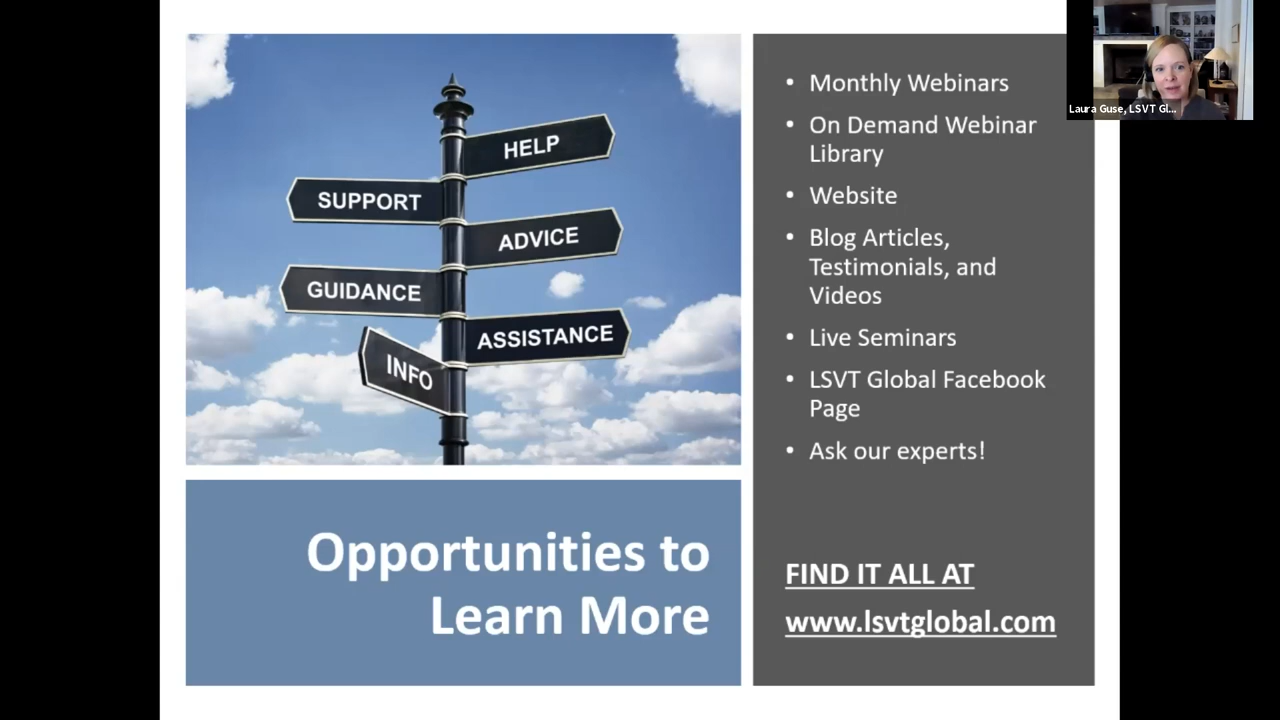 HELP
SUPPORT
ADVICE
GUIDANCE
ASSISTANCE
INFO
Opportunities to
Learn More
• Monthly Webinars
• On Demand Webinar
Library
• Website
• Blog Articles,
Testimonials, and
Videos
• Live Seminars
• LSVT Global Facebook
Page
• Ask our experts!
FIND IT ALL AT
www.lsvtglobal.com
Laura Guse, LSVT Gl...